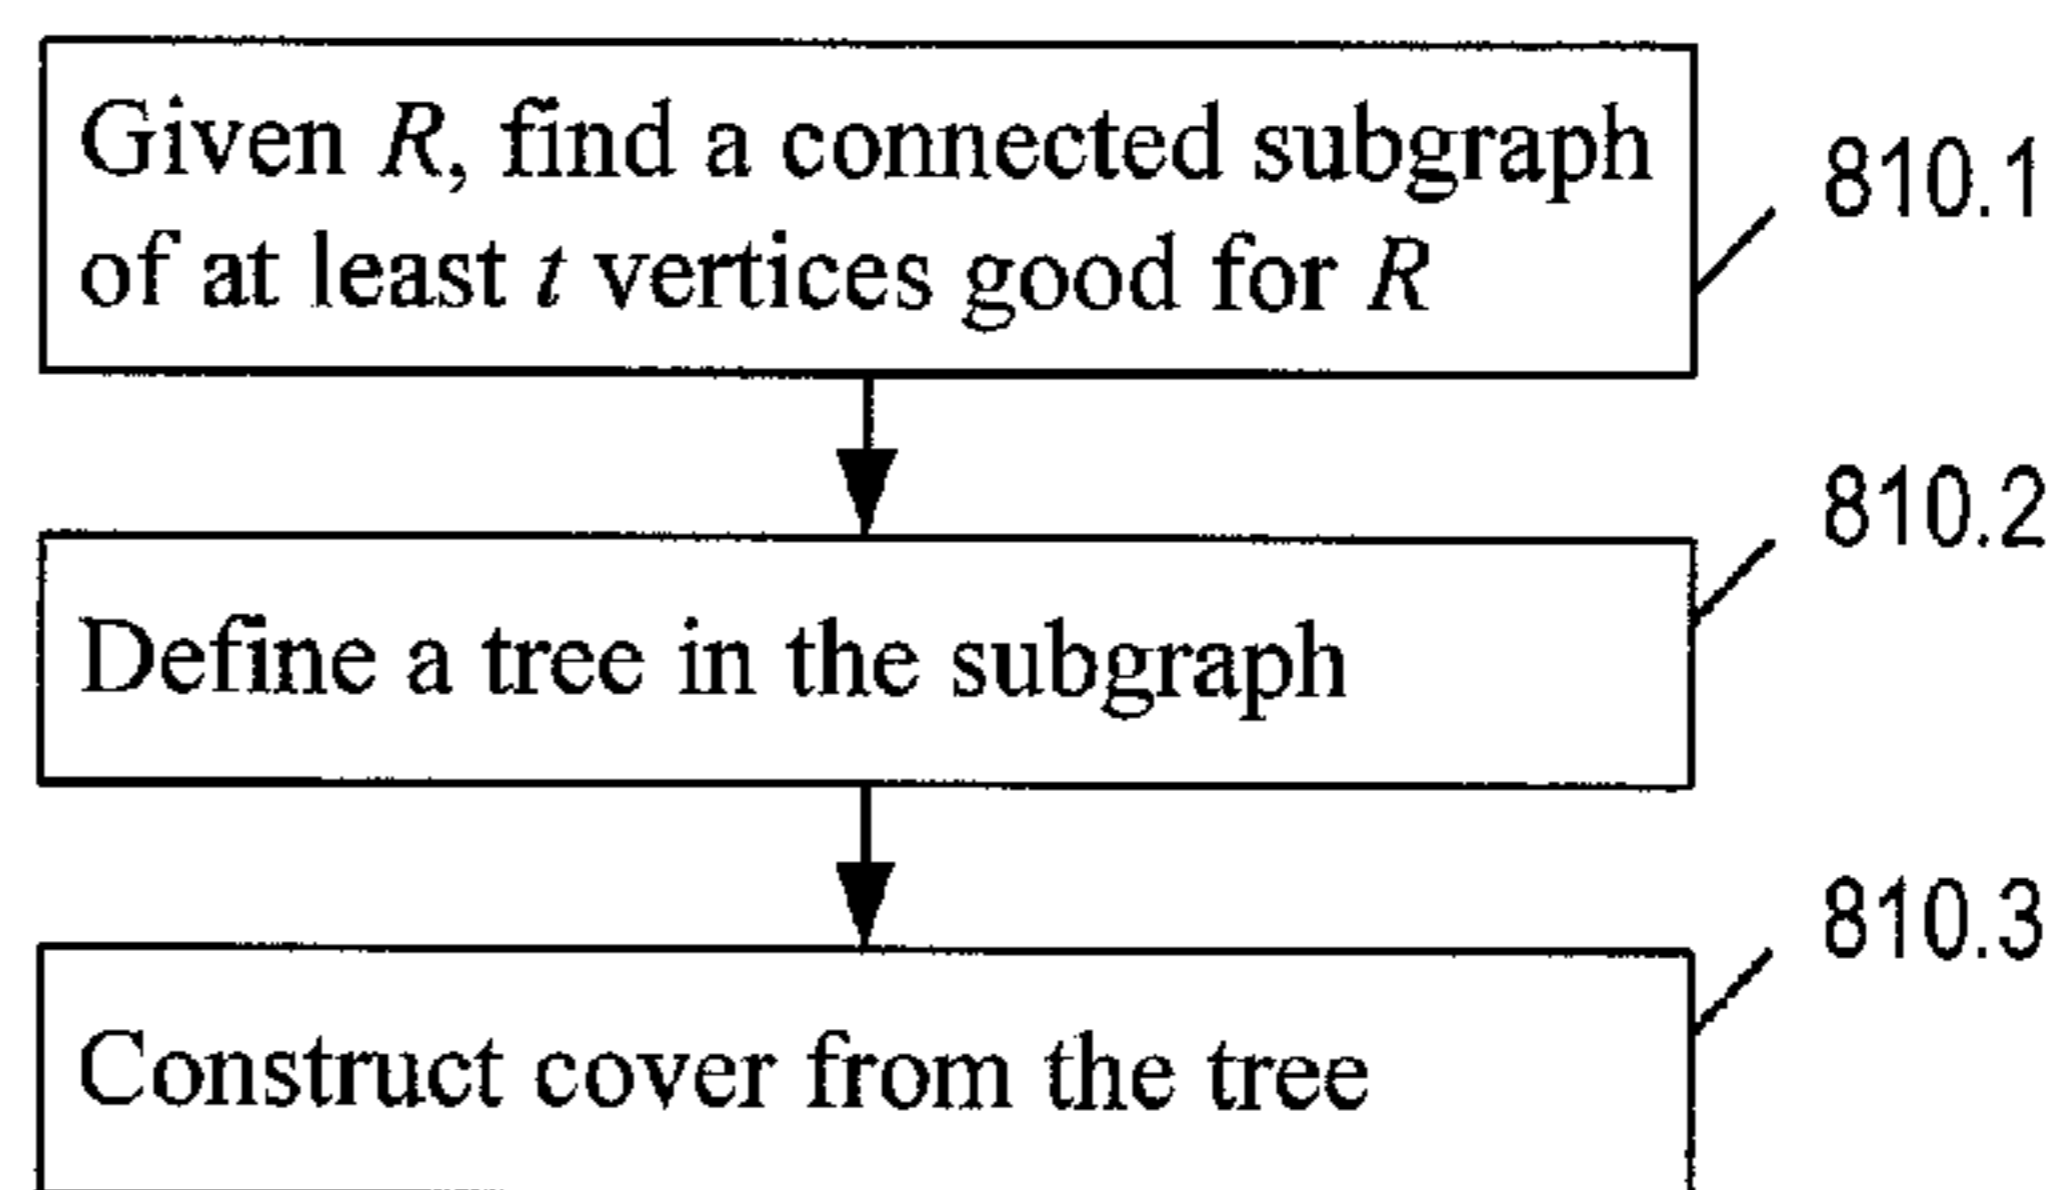 Given R, find a connected subgraph
of at least t vertices good for R
810.1
Define a tree in the subgraph
810.2
Construct cover from the tree
810.3